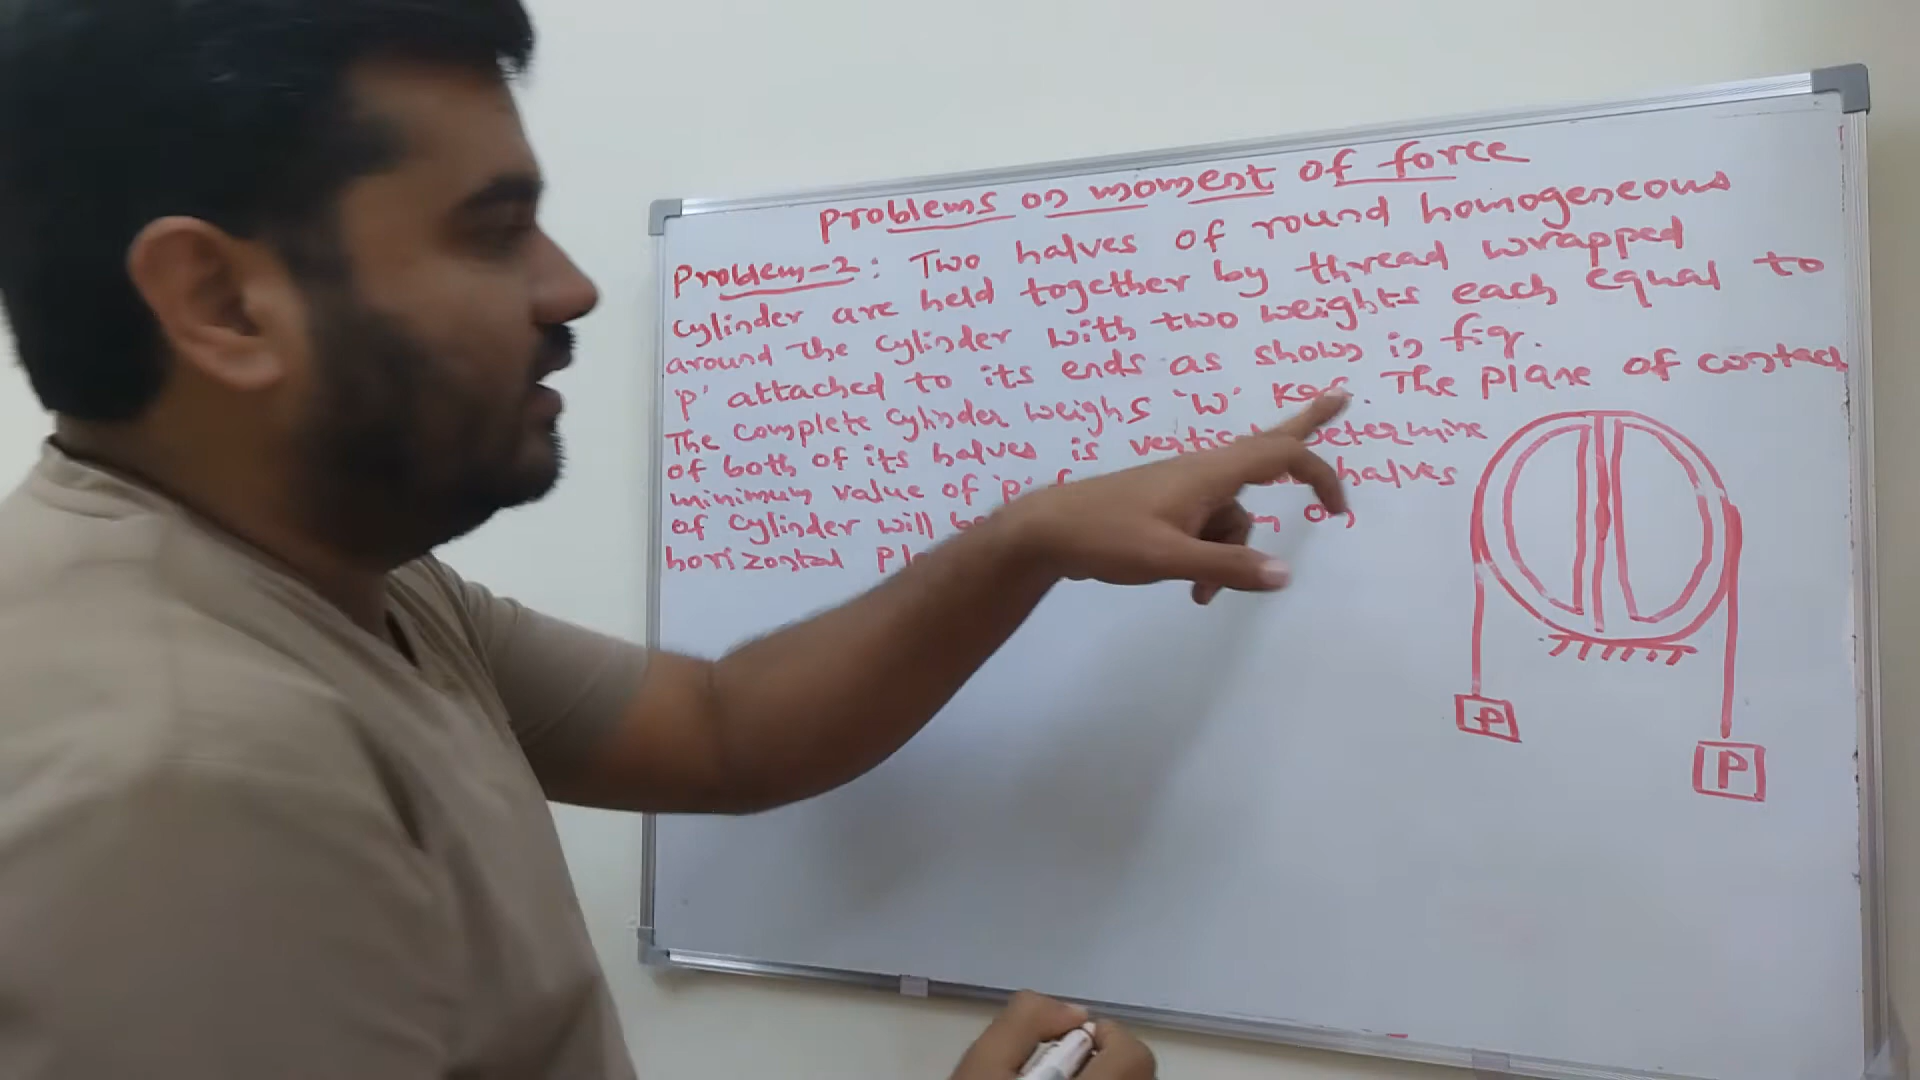 Problems on moment of force
Problem-2: Two halves of round homogeneous
cylinder are held together by thread wrapped
around the cylinder with two weights each equal to
'P' attached to its ends as shown in fig.
The complete cylinder weighs 'W' . The plane of contact
of both of its halves is determine
minimum value of 'P' halves
of cylinder will on
horizontal
P
P